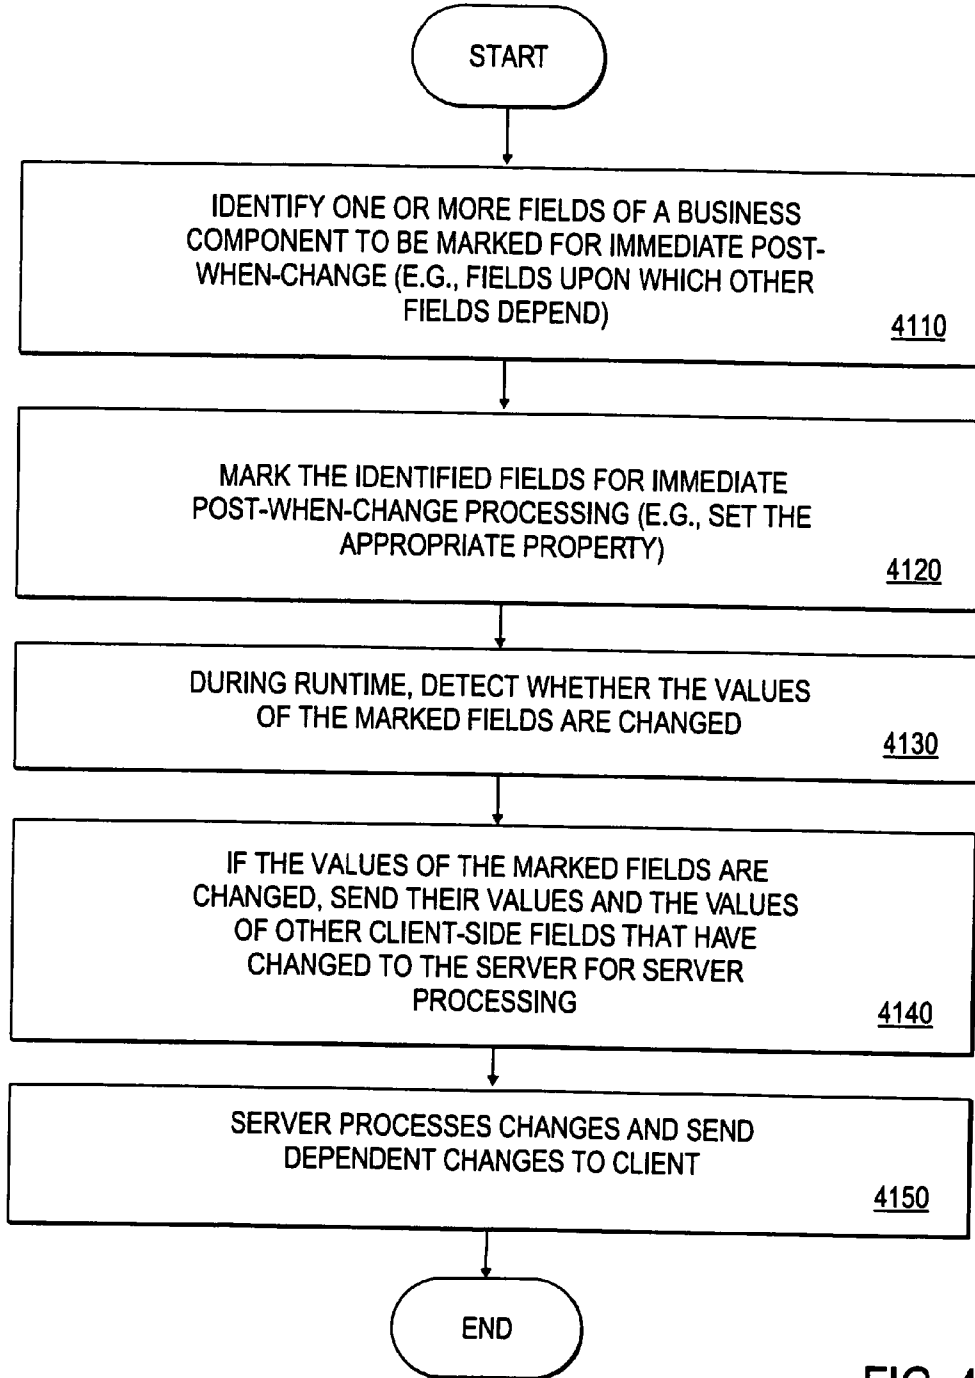 START
IDENTIFY ONE OR MORE FIELDS OF A BUSINESS
COMPONENT TO BE MARKED FOR IMMEDIATE POST-
WHEN-CHANGE (E.G., FIELDS UPON WHICH OTHER
FIELDS DEPEND)
4110
MARK THE IDENTIFIED FIELDS FOR IMMEDIATE
POST-WHEN-CHANGE PROCESSING (E.G., SET THE
APPROPRIATE PROPERTY)
4120
DURING RUNTIME, DETECT WHETHER THE VALUES
OF THE MARKED FIELDS ARE CHANGED
4130
IF THE VALUES OF THE MARKED FIELDS ARE
CHANGED, SEND THEIR VALUES AND THE VALUES
OF OTHER CLIENT-SIDE FIELDS THAT HAVE
CHANGED TO THE SERVER FOR SERVER
PROCESSING
4140
SERVER PROCESSES CHANGES AND SEND
DEPENDENT CHANGES TO CLIENT
4150
END
FIG.